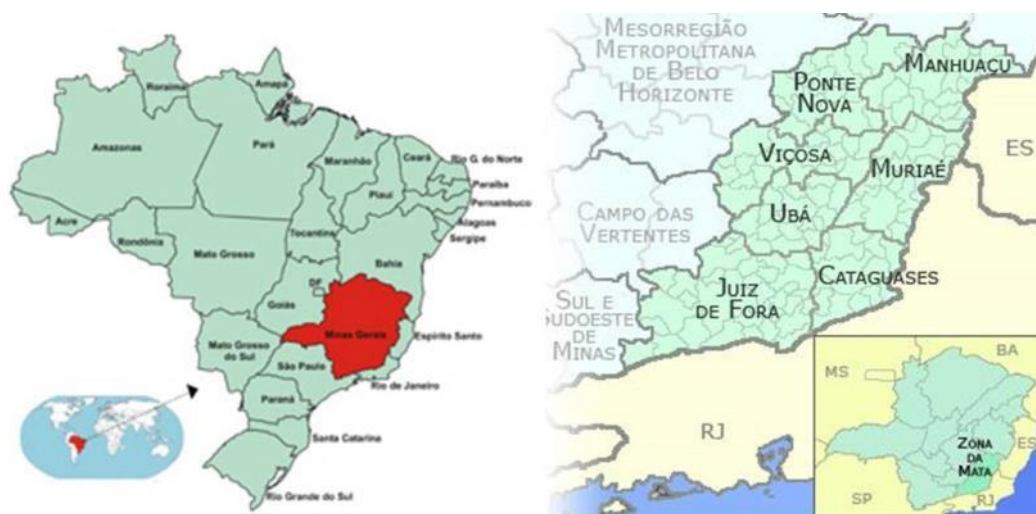 Roraima
Amapá
Amazonas
Pará
Maranhão
Ceará
Rio G. do Norte
Paraíba
Piauí
Pernambuco
Alagoas
Sergipe
Acre
Rondônia
Tocantins
Mato Grosso
Bahia
DF
Goiás
Minas Gerais
Espírito Santo
Mato Grosso
do Sul
São Paulo
Rio de Janeiro
Paraná
Santa Catarina
Rio Grande do Sul
MESORREGIÃO
METROPOLITANA
DE BELO
HORIZONTE
MANHUAÇU
PONTE
NOVA
ES
VIÇOSA
MURIAÉ
UBÁ
CAMPO DAS
VERTENTES
CATAGUASES
JUIZ
DE FORA
SUL E
SUDOESTE
DE
MINAS
RJ
BA
MS
ZONA
DA
MATA
ES
SP
RJ